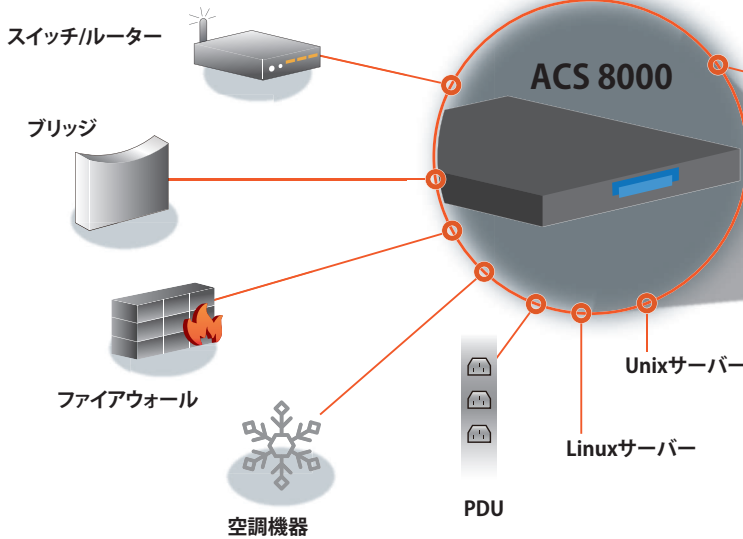 スイッチ/ルーター
ACS 8000
ブリッジ
ファイアウォール
Unixサーバー
Linuxサーバー
PDU
空調機器